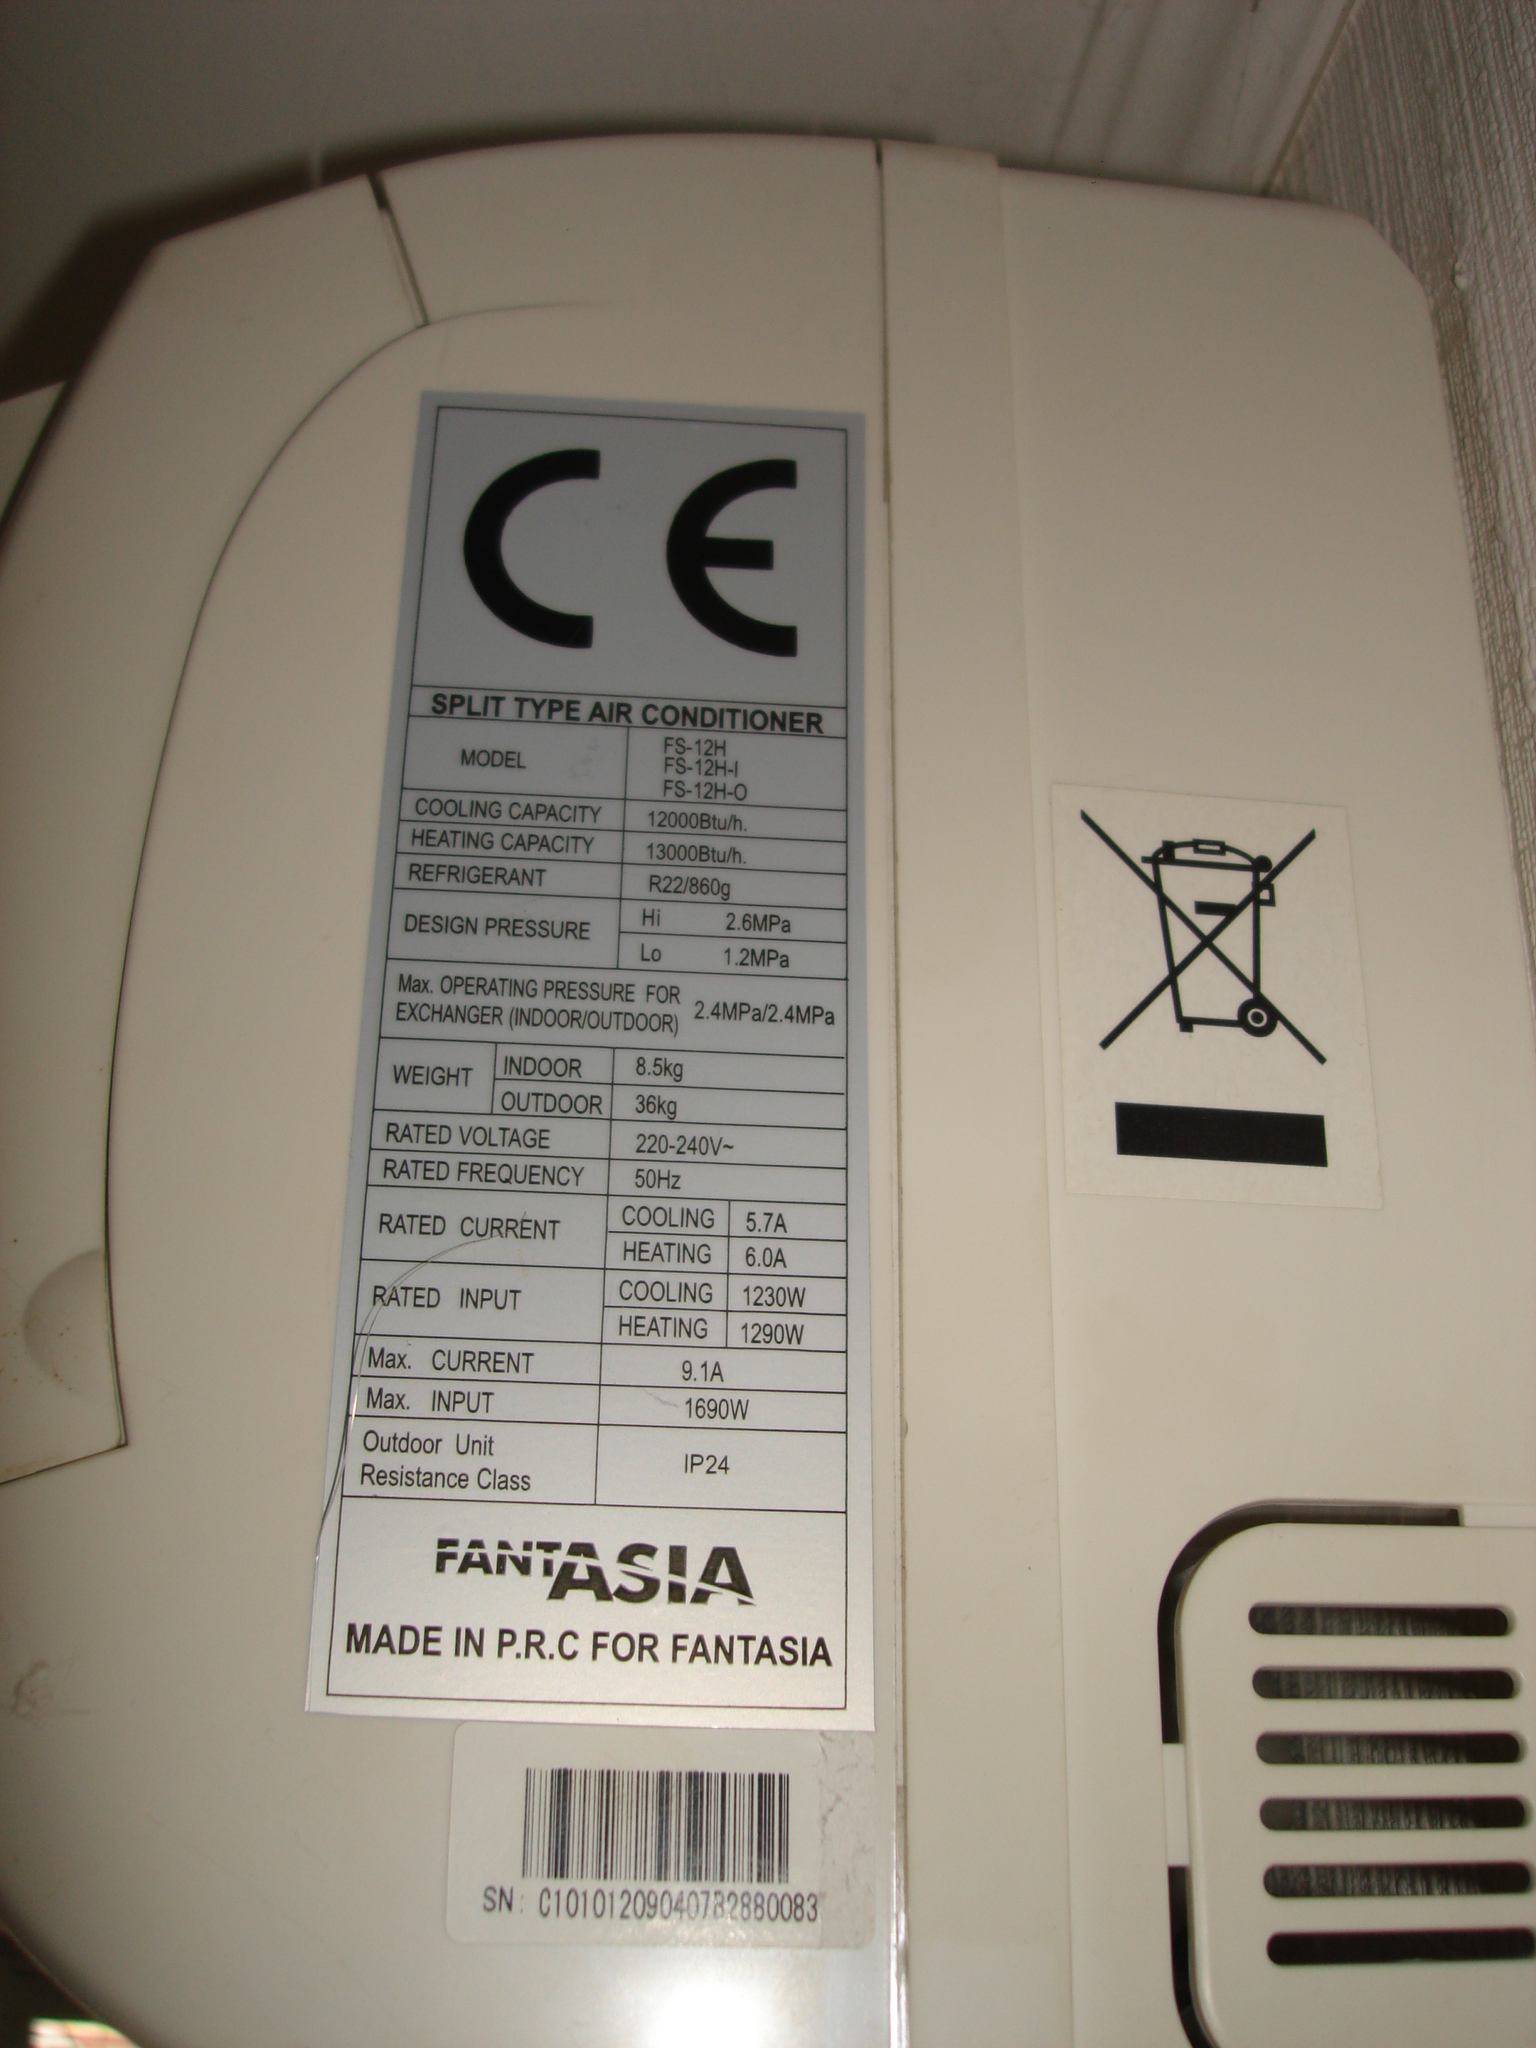 CE
SPLIT TYPE AIR CONDITIONER
MODEL
FS-12H
FS-12H-I
FS-12H-O
COOLING CAPACITY 12000Btu/h.
HEATING CAPACITY 13000Btu/h.
REFRIGERANT R22/860g
DESIGN PRESSURE
Hi 2.6MPa
Lo 1.2MPa
Max. OPERATING PRESSURE FOR
EXCHANGER (INDOOR/OUTDOOR) 2.4MPa/2.4MPa
WEIGHT
INDOOR 8.5kg
OUTDOOR 36kg
RATED VOLTAGE 220-240V~
RATED FREQUENCY 50Hz
RATED CURRENT
COOLING 5.7A
HEATING 6.0A
RATED INPUT
COOLING 1230W
HEATING 1290W
Max. CURRENT 9.1A
Max. INPUT 1690W
Outdoor Unit
Resistance Class
IP24
FANTASIA
MADE IN P.R.C FOR FANTASIA
SN: C101012090407B2880083